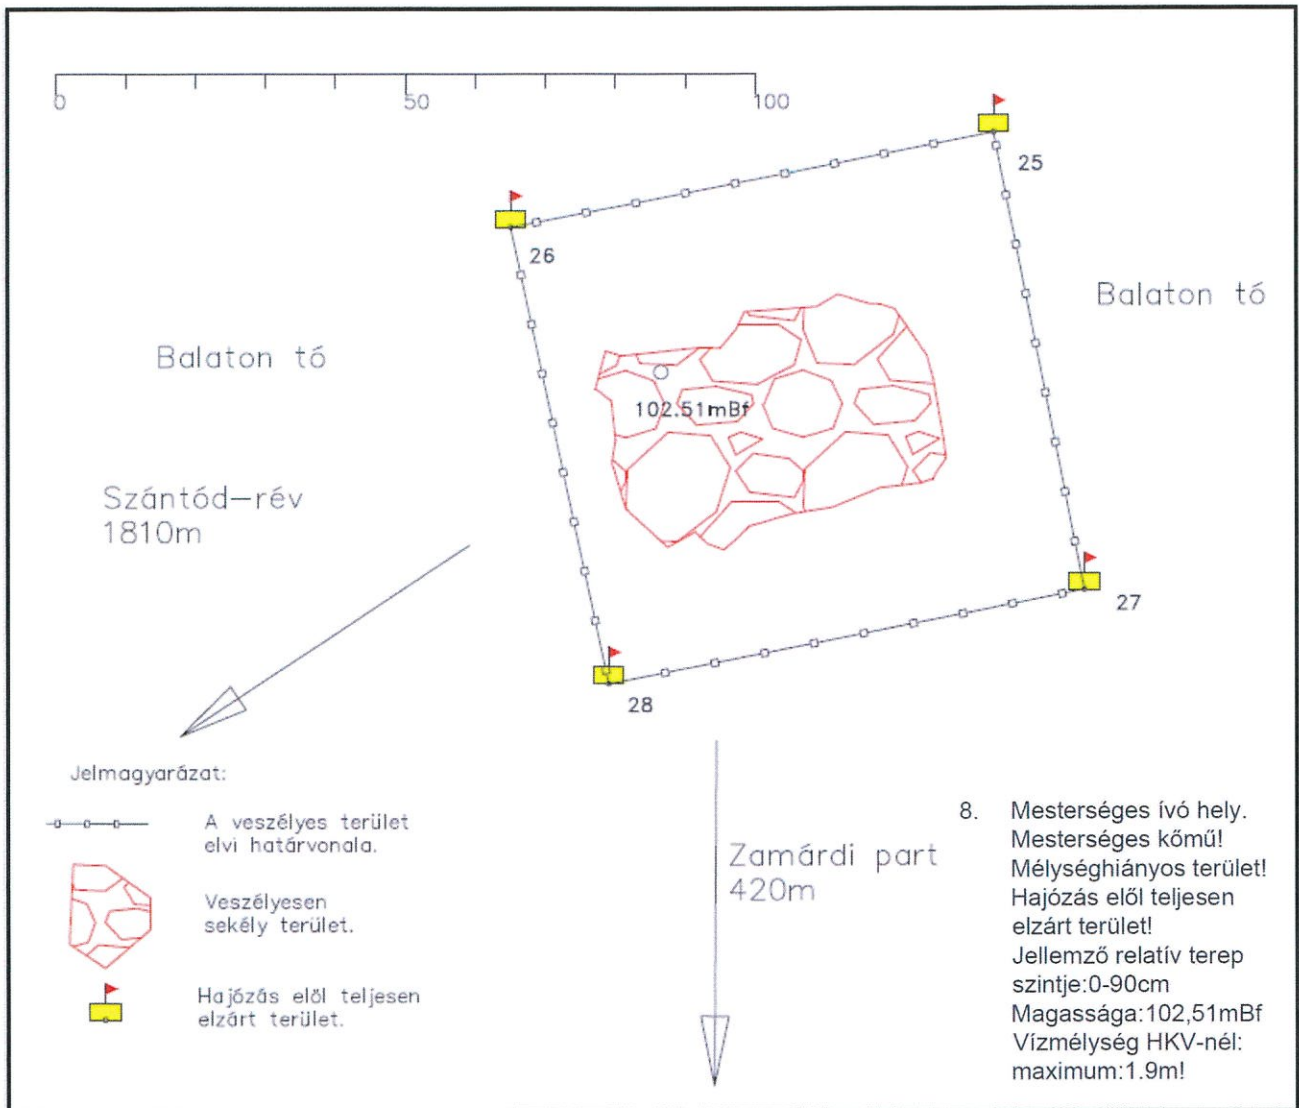 0 50 100
25
26
Balaton tó
Balaton tó
102.51mBf
Szántód-rév
1810m
27
28
Jelmagyarázat:
A veszélyes terület
elvi határvonala.
Veszélyesen
sekély terület.
Hajózás elől teljesen
elzárt terület.
Zamárdi part
420m
8. Mesterséges ívó hely.
Mesterséges kőmű!
Mélységhiányos terület!
Hajózás elől teljesen
elzárt terület!
Jellemző relatív terep
szintje:0-90cm
Magassága:102,51mBf
Vízmélység HKV-nél:
maximum:1.9m!